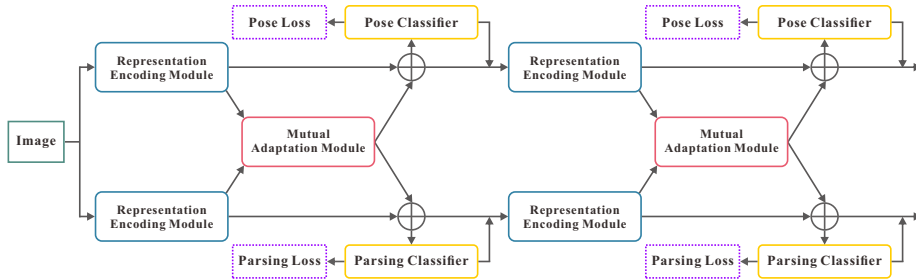 Pose Loss
Pose Classifier
Pose Loss
Pose Classifier
Representation
Encoding Module
Representation
Encoding Module
Image
Mutual
Adaptation Module
Mutual
Adaptation Module
Representation
Encoding Module
Representation
Encoding Module
Parsing Loss
Parsing Classifier
Parsing Loss
Parsing Classifier